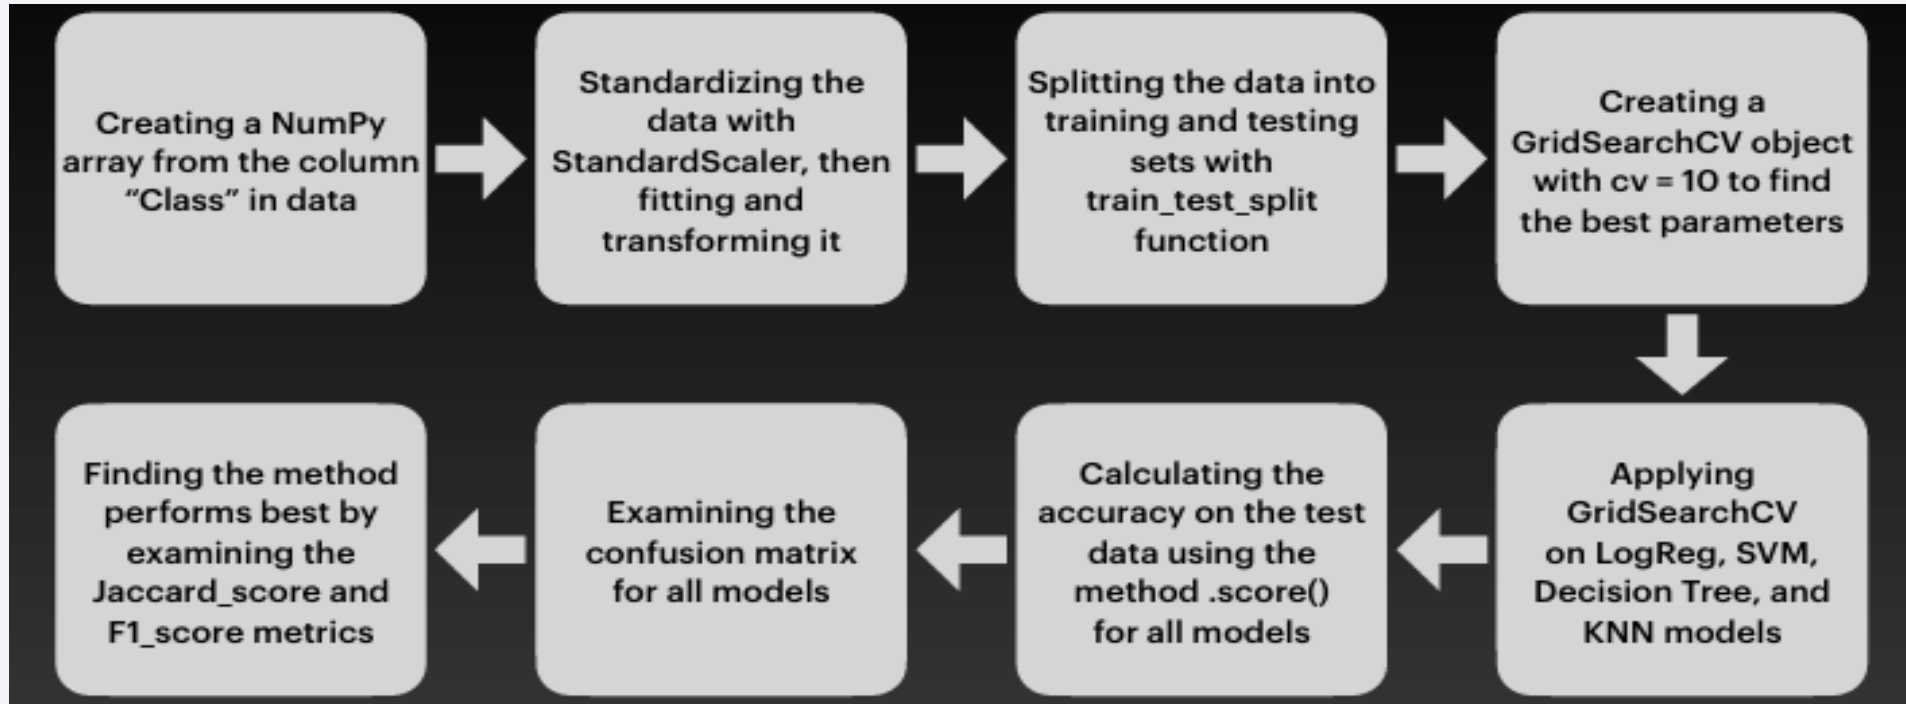 Creating a NumPy
array from the column
“Class” in data
Standardizing the
data with
StandardScaler, then
fitting and
transforming it
Splitting the data into
training and testing
sets with
train_test_split
function
Creating a
GridSearchCV object
with cv = 10 to find
the best parameters
Applying
GridSearchCV
on LogReg, SVM,
Decision Tree, and
KNN models
Calculating the
accuracy on the test
data using the
method .score()
for all models
Examining the
confusion matrix
for all models
Finding the method
performs best by
examining the
Jaccard_score and
F1_score metrics